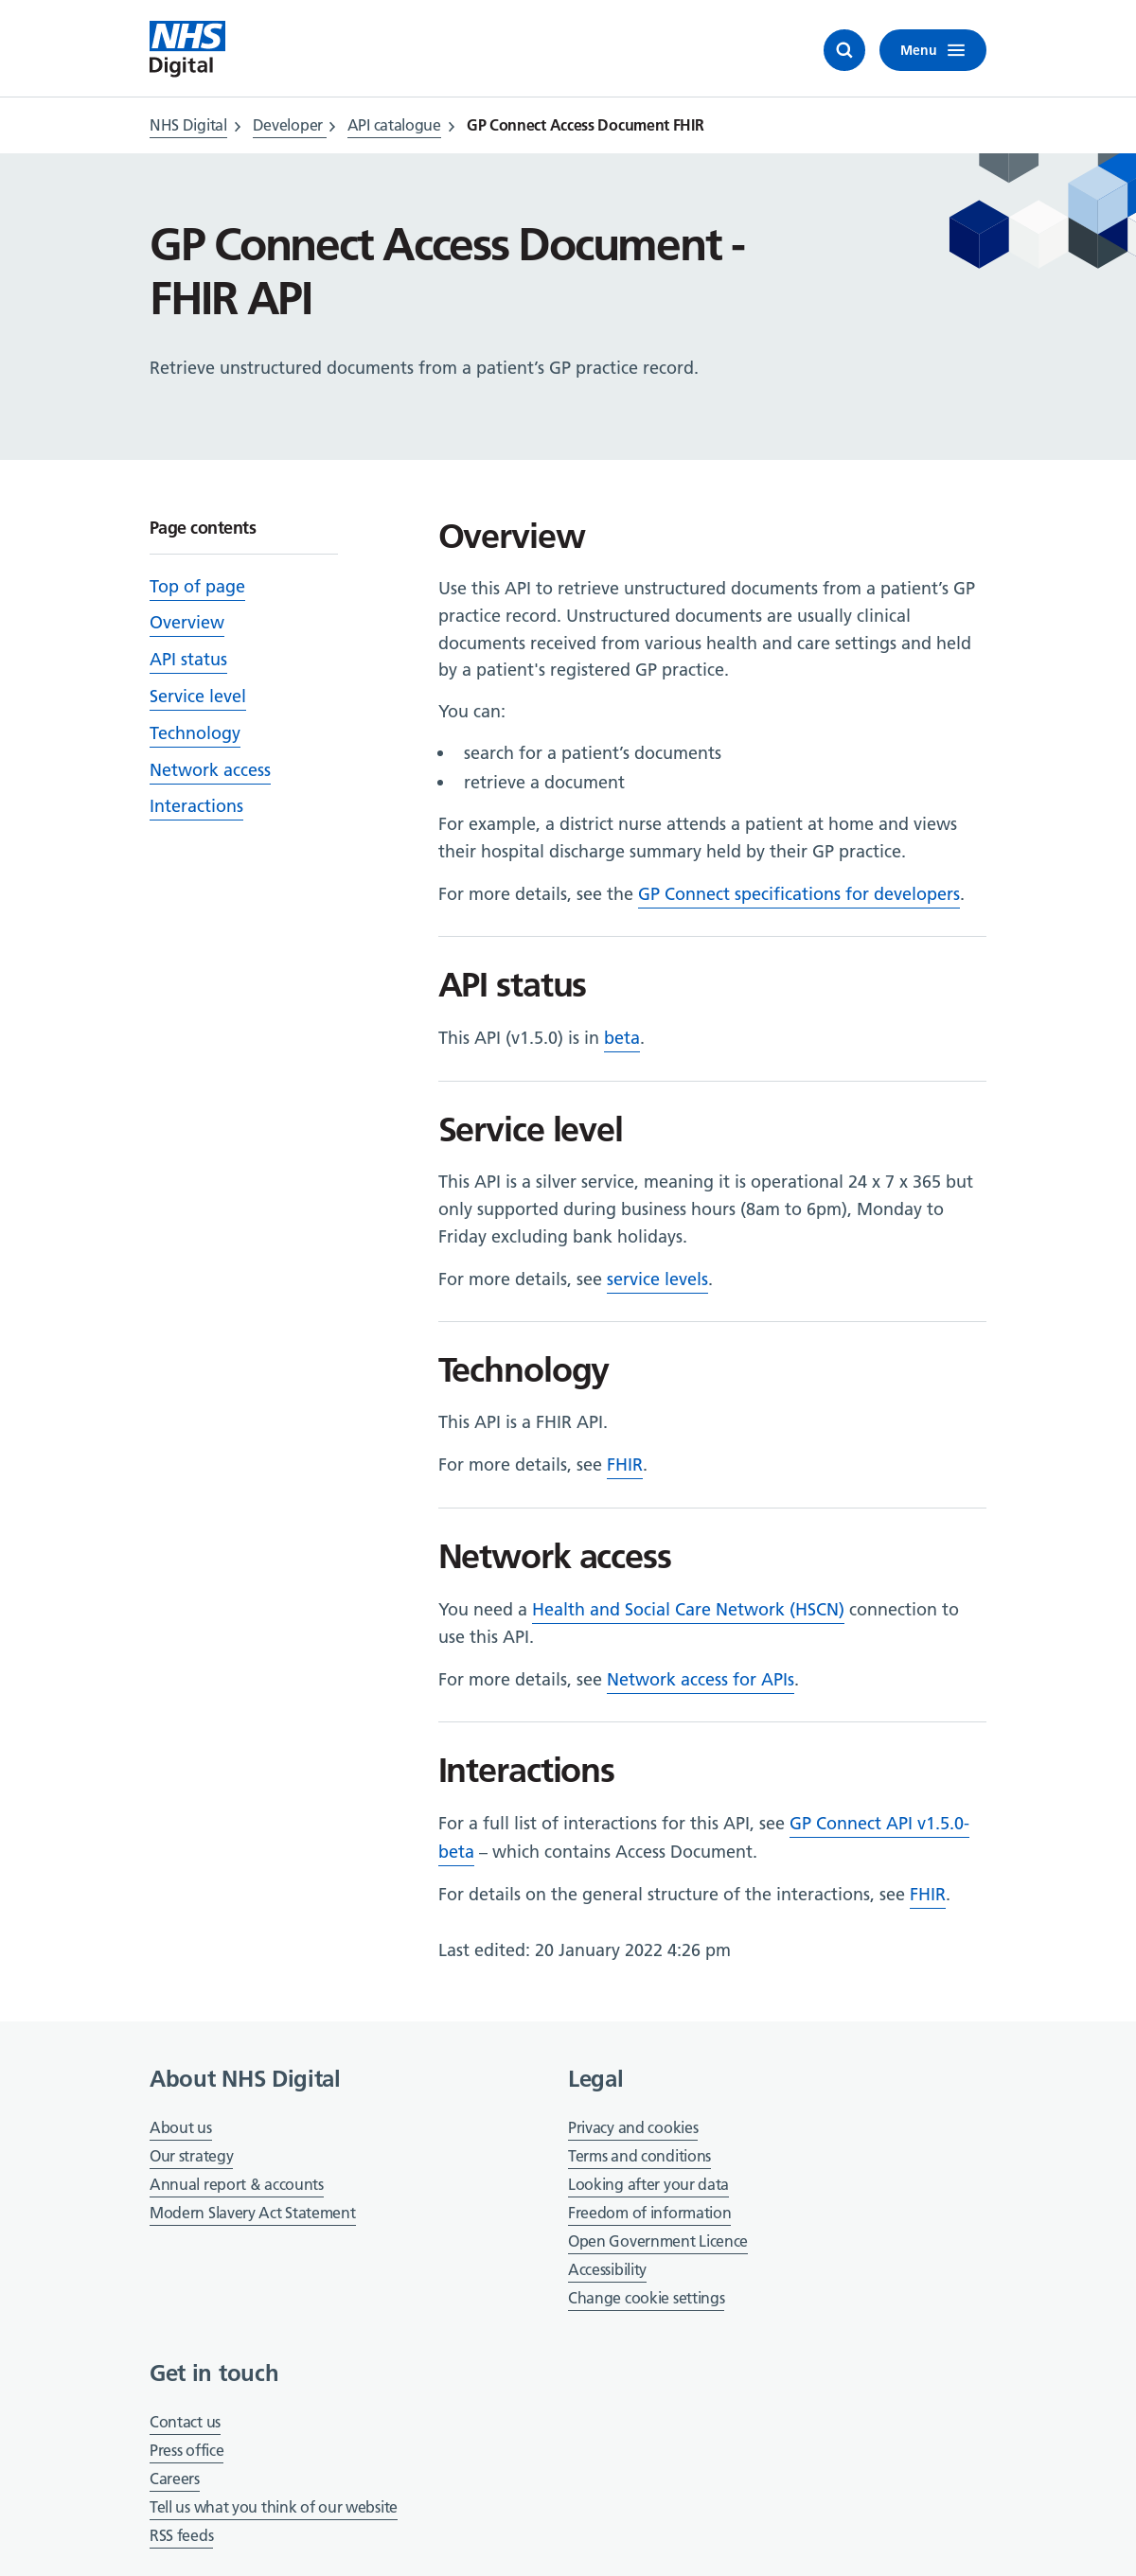 NHS
Digital
Menu
NHS Digital
Developer
API catalogue
GP Connect Access Document FHIR
GP Connect Access Document -
FHIR API
Retrieve unstructured documents from a patient’s GP practice record.
Page contents
Top of page
Overview
API status
Service level
Technology
Network access
Interactions
Overview
Use this API to retrieve unstructured documents from a patient’s GP
practice record. Unstructured documents are usually clinical
documents received from various health and care settings and held
by a patient's registered GP practice.
You can:
• search for a patient’s documents
• retrieve a document
For example, a district nurse attends a patient at home and views
their hospital discharge summary held by their GP practice.
For more details, see the GP Connect specifications for developers.
API status
This API (v1.5.0) is in beta.
Service level
This API is a silver service, meaning it is operational 24 x 7 x 365 but
only supported during business hours (8am to 6pm), Monday to
Friday excluding bank holidays.
For more details, see service levels.
Technology
This API is a FHIR API.
For more details, see FHIR.
Network access
You need a Health and Social Care Network (HSCN) connection to
use this API.
For more details, see Network access for APIs.
Interactions
For a full list of interactions for this API, see GP Connect API v1.5.0-
beta – which contains Access Document.
For details on the general structure of the interactions, see FHIR.
Last edited: 20 January 2022 4:26 pm
About NHS Digital
About us
Our strategy
Annual report & accounts
Modern Slavery Act Statement
Legal
Privacy and cookies
Terms and conditions
Looking after your data
Freedom of information
Open Government Licence
Accessibility
Change cookie settings
Get in touch
Contact us
Press office
Careers
Tell us what you think of our website
RSS feeds